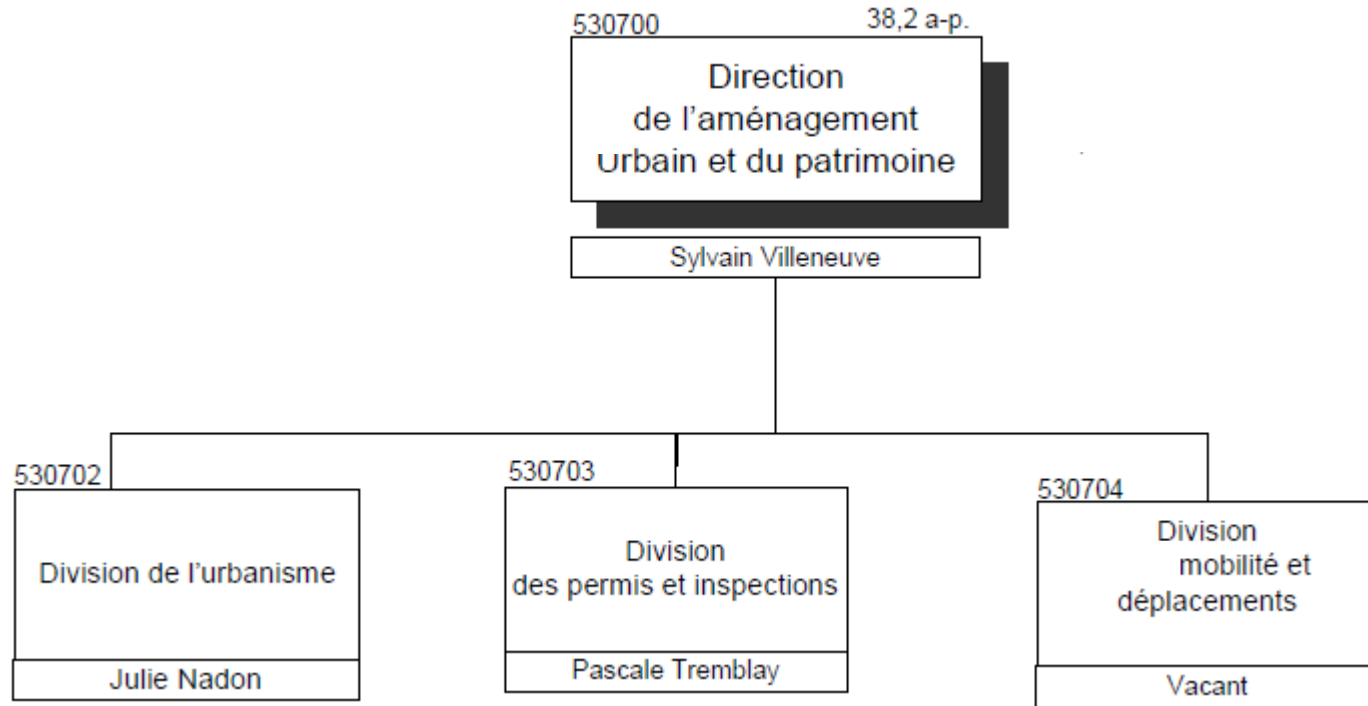 530700 38,2 a-p.
Direction
de l'aménagement
Urbain et du patrimoine
Sylvain Villeneuve
530702
Division de l'urbanisme
Julie Nadon
530703
Division
des permis et inspections
Pascale Tremblay
530704
Division
mobilité et
déplacements
Vacant